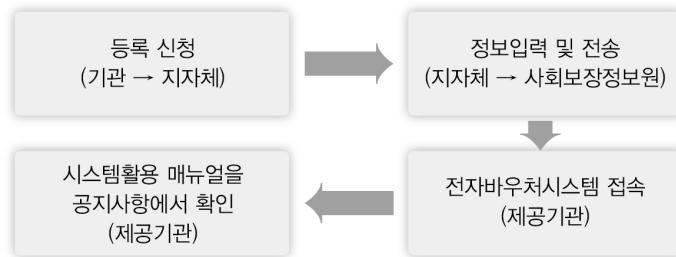 등록 신청
(기관 → 지자체)
정보입력 및 전송
(지자체 → 사회보장정보원)
전자바우처시스템 접속
(제공기관)
시스템활용 매뉴얼을
공지사항에서 확인
(제공기관)